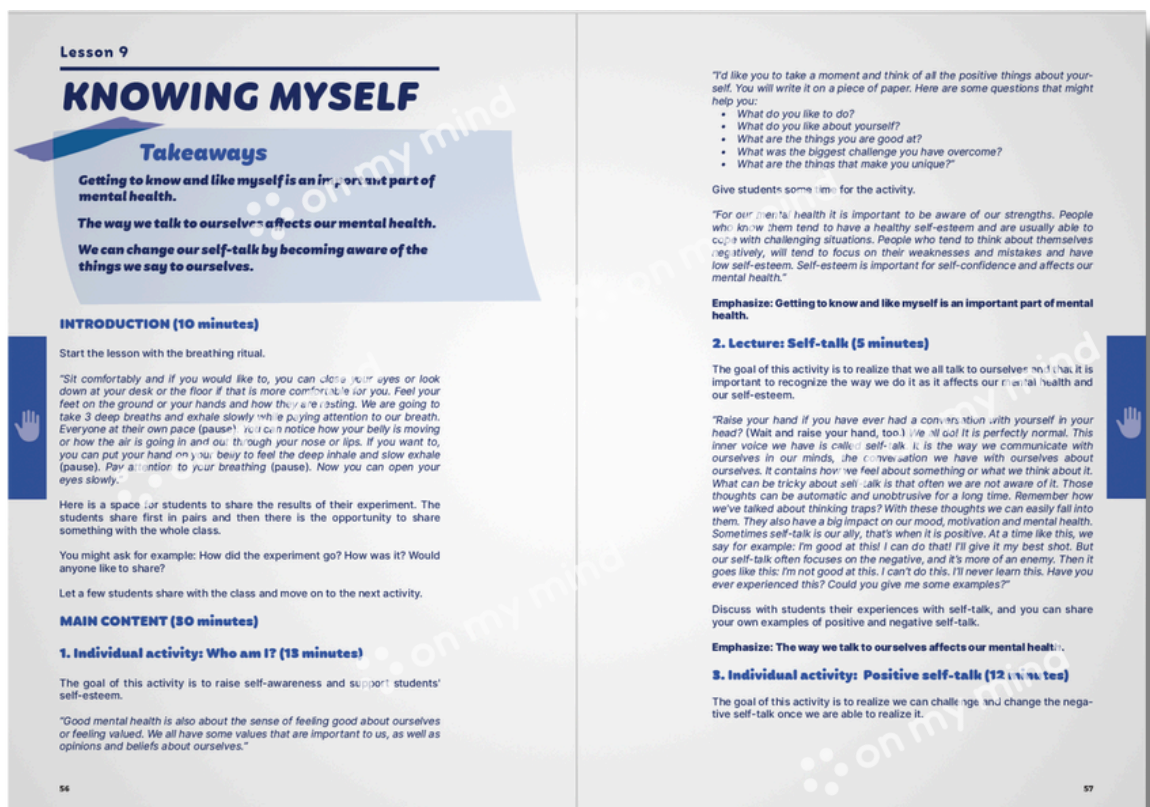 Lesson 9
KNOWING MYSELF
Takeaways
Getting to know and like myself is an important part of
mental health.
The way we talk to ourselves affects our mental health.
We can change our self-talk by becoming aware of the
things we say to ourselves.
INTRODUCTION (10 minutes)
Start the lesson with the breathing ritual.
"Sit comfortably and if you would like to, you can close your eyes or look
down at your desk or the floor if that is more comfortable for you. Feel your
feet on the ground or your hands and how they are resting. We are going to
take 3 deep breaths and exhale slowly while paying attention to our breath.
Everyone at their own pace (pause). You can notice how your belly is moving
or how the air is going in and out through your nose or lips. If you want to,
you can put your hand on your belly to feel the deep inhale and slow exhale
(pause). Pay attention to your breathing (pause). Now you can open your
eyes slowly."
Here is a space for students to share the results of their experiment. The
students share first in pairs and then there is the opportunity to share
something with the whole class.
You might ask for example: How did the experiment go? How was it? Would
anyone like to share?
Let a few students share with the class and move on to the next activity.
MAIN CONTENT (30 minutes)
1. Individual activity: Who am I? (13 minutes)
The goal of this activity is to raise self-awareness and support students'
self-esteem.
"Good mental health is also about the sense of feeling good about ourselves
or feeling valued. We all have some values that are important to us, as well as
opinions and beliefs about ourselves."
56
"I'd like you to take a moment and think of all the positive things about your-
self. You will write it on a piece of paper. Here are some questions that might
help you:
• What do you like to do?
• What do you like about yourself?
• What are the things you are good at?
• What was the biggest challenge you have overcome?
• What are the things that make you unique?"
Give students some time for the activity.
"For our mental health it is important to be aware of our strengths. People
who know them tend to have a healthy self-esteem and are usually able to
cope with challenging situations. People who tend to think about themselves
negatively, will tend to focus on their weaknesses and mistakes and have
low self-esteem. Self-esteem is important for self-confidence and affects our
mental health."
Emphasize: Getting to know and like myself is an important part of mental
health.
2. Lecture: Self-talk (5 minutes)
The goal of this activity is to realize that we all talk to ourselves and that it is
important to recognize the way we do it as it affects our mental health and
our self-esteem.
"Raise your hand if you have ever had a conversation with yourself in your
head? (Wait and raise your hand, too.) We all do! It is perfectly normal. This
inner voice we have is called self-talk. It is the way we communicate with
ourselves in our minds, the conversation we have with ourselves about
ourselves. It contains how we feel about something or what we think about it.
What can be tricky about self-talk is that often we are not aware of it. Those
thoughts can be automatic and unobtrusive for a long time. Remember how
we've talked about thinking traps? With these thoughts we can easily fall into
them. They also have a big impact on our mood, motivation and mental health.
Sometimes self-talk is our ally, that's when it is positive. At a time like this, we
say for example: I'm good at this! I can do that! I'll give it my best shot. But
our self-talk often focuses on the negative, and it's more of an enemy. Then it
goes like this: I'm not good at this. I can't do this. I'll never learn this. Have you
ever experienced this? Could you give me some examples?"
Discuss with students their experiences with self-talk, and you can share
your own examples of positive and negative self-talk.
Emphasize: The way we talk to ourselves affects our mental health.
3. Individual activity: Positive self-talk (12 minutes)
The goal of this activity is to realize we can challenge and change the nega-
tive self-talk once we are able to realize it.
57
on my mind
on my mind
on my mind
on my mind
on my mind